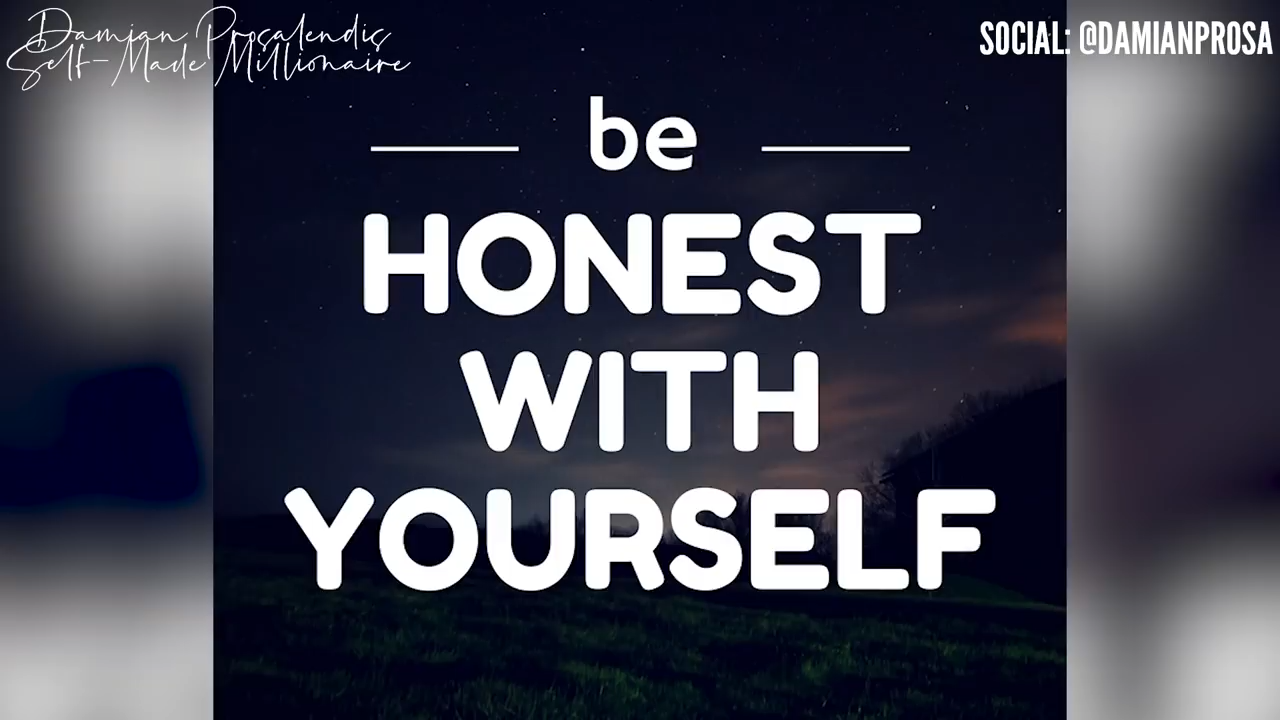 Damian Prosalendis
Self-Made Millionaire
SOCIAL: @DAMIANPROSA
be
HONEST
WITH
YOURSELF